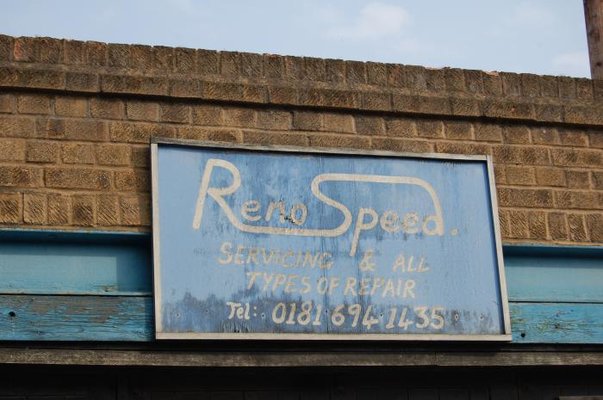 Reno Speed.
SERVICING & ALL
TYPES OF REPAIR
Tel: 0181 694 1435